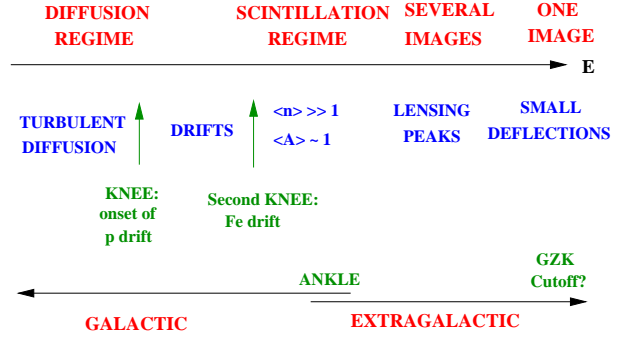 DIFFUSION
REGIME
SCINTILLATION
REGIME
SEVERAL
IMAGES
ONE
IMAGE
E
TURBULENT
DIFFUSION
DRIFTS
<n> >> 1
<A> ~ 1
LENSING
PEAKS
SMALL
DEFLECTIONS
KNEE:
onset of
p drift
Second KNEE:
Fe drift
ANKLE
GZK
Cutoff?
GALACTIC
EXTRAGALACTIC